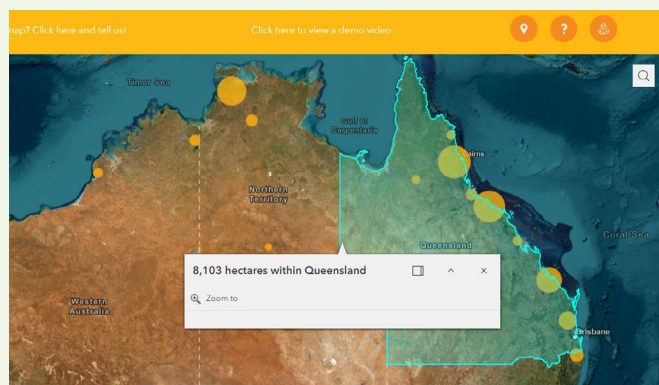 map? Click here and tell us!
Click here to view a demo video
?
Timor Sea
Gulf of
Carpentaria
Cairns
Northern
Territory
Coral Sea
Queensland
8,103 hectares within Queensland
Zoom to
Western
Australia
Brisbane